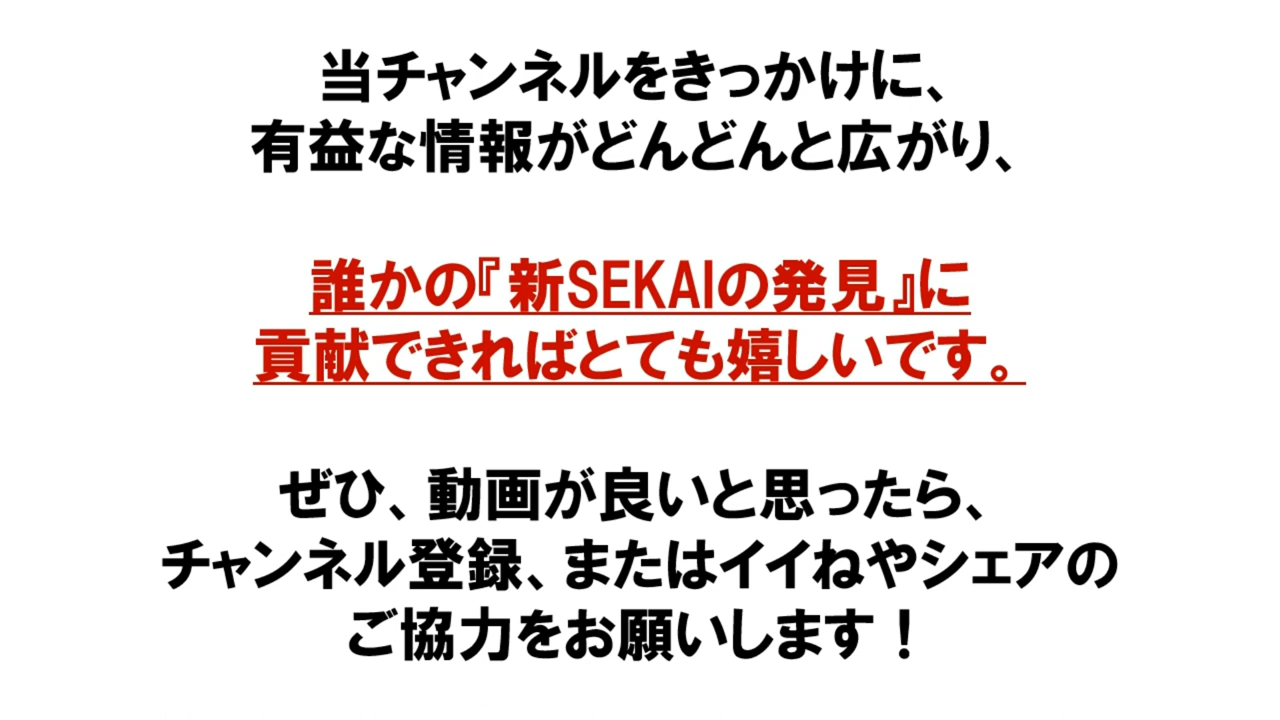 当チャンネルをきっかけに、
有益な情報がどんどんと広がり、
誰かの『新SEKAIの発見』に
貢献できればとても嬉しいです。
ぜひ、動画が良いと思ったら、
チャンネル登録、またはイイねやシェアの
ご協力をお願いします！